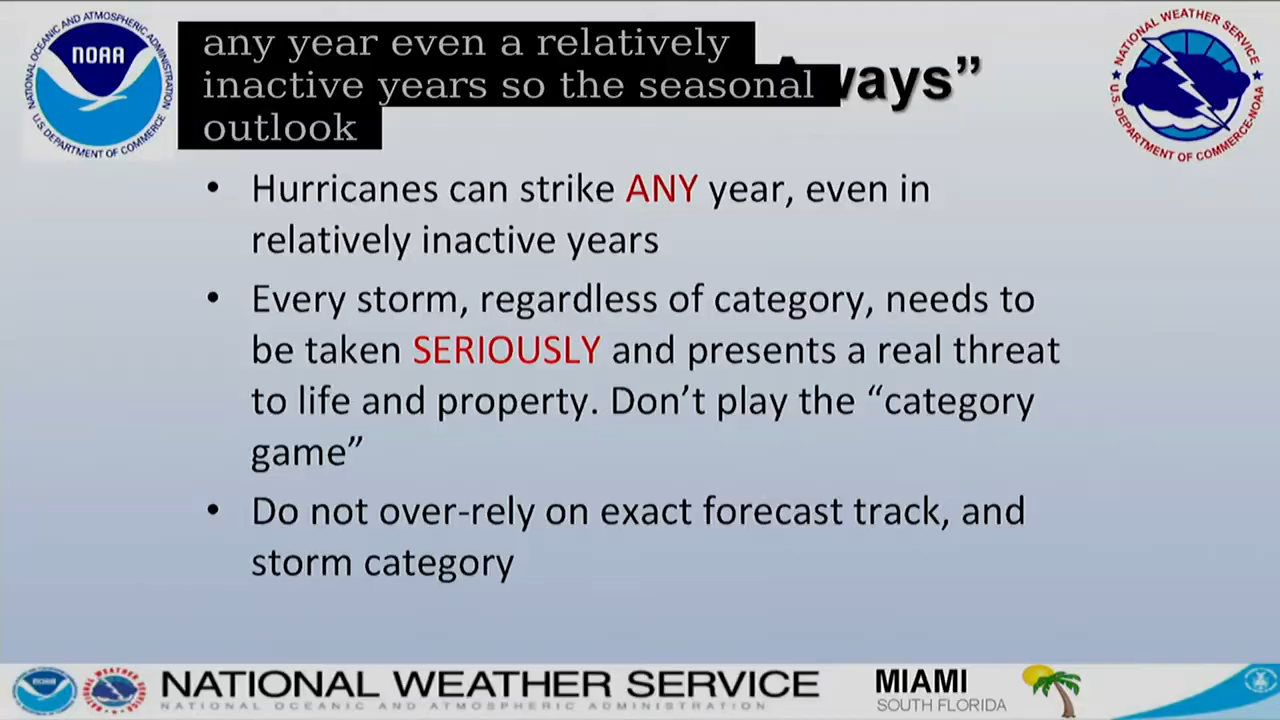 any year even a relatively
inactive years so the seasonal
outlook
NATIONAL OCEANIC AND ATMOSPHERIC ADMINISTRATION
NOAA
U.S. DEPARTMENT OF COMMERCE
NATIONAL WEATHER SERVICE
U.S. DEPARTMENT OF COMMERCE-NOAA
• Hurricanes can strike ANY year, even in
relatively inactive years
• Every storm, regardless of category, needs to
be taken SERIOUSLY and presents a real threat
to life and property. Don’t play the “category
game”
• Do not over-rely on exact forecast track, and
storm category
NATIONAL WEATHER SERVICE
NATIONAL OCEANIC AND ATMOSPHERIC ADMINISTRATION
MIAMI
SOUTH FLORIDA